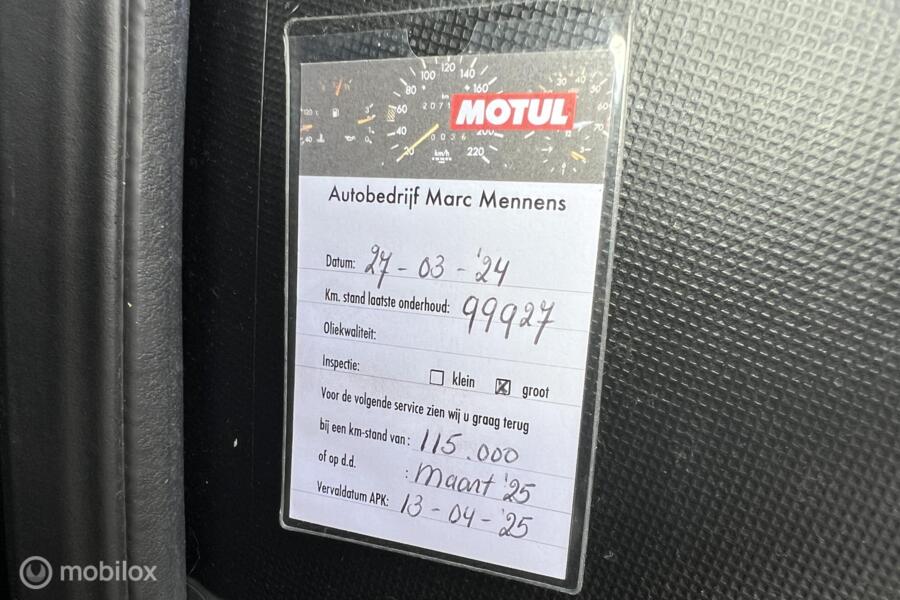 MOTUL
Autobedrijf Marc Mennens
Datum: 27-03-'24
Km. stand laatste onderhoud: 99927
Oliekwaliteit:
Inspectie: klein groot
Voor de volgende service zien wij u graag terug
bij een km-stand van: 115.000
of op d.d. : Maart '25
Vervaldatum APK: 13-04-'25
mobilox